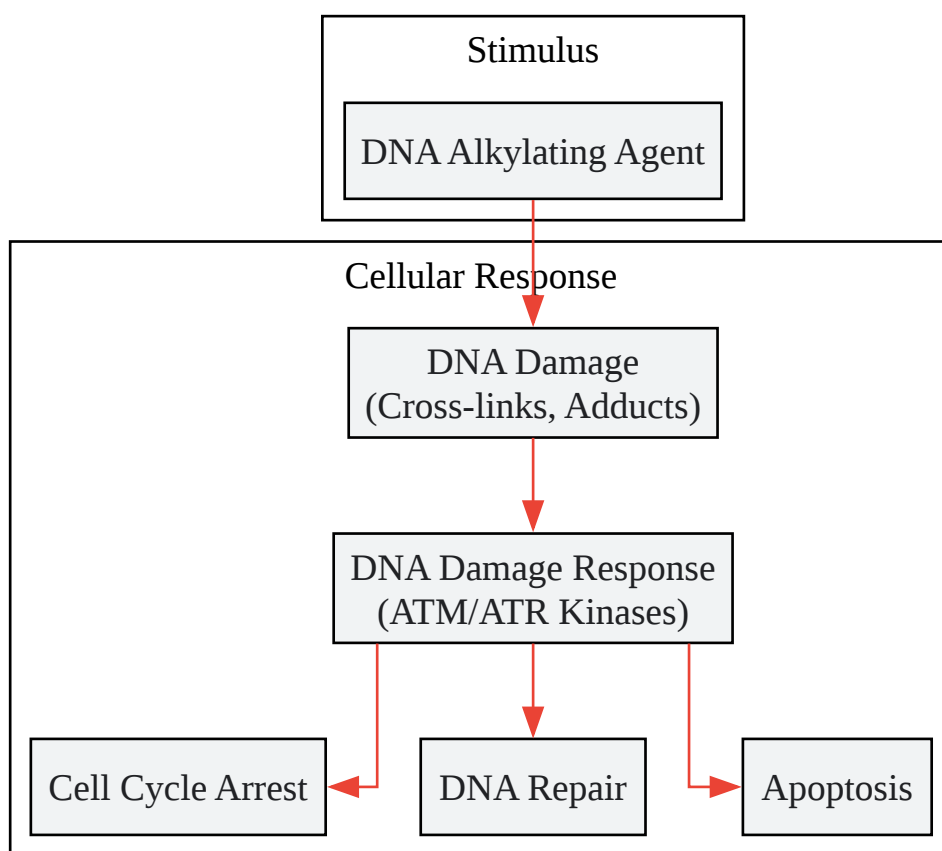 Stimulus
DNA Alkylating Agent
Cellular Response
DNA Damage
(Cross-links, Adducts)
DNA Damage Response
(ATM/ATR Kinases)
Cell Cycle Arrest
DNA Repair
Apoptosis